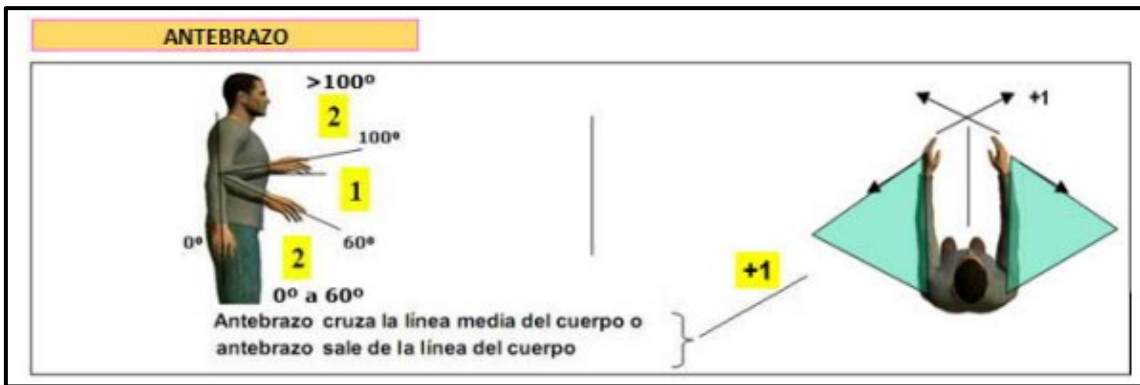 ANTEBRAZO
>100º
2
100º
1
0º
60º
2
0º a 60º
+1
+1
Antebrazo cruza la línea media del cuerpo o
antebrazo sale de la línea del cuerpo